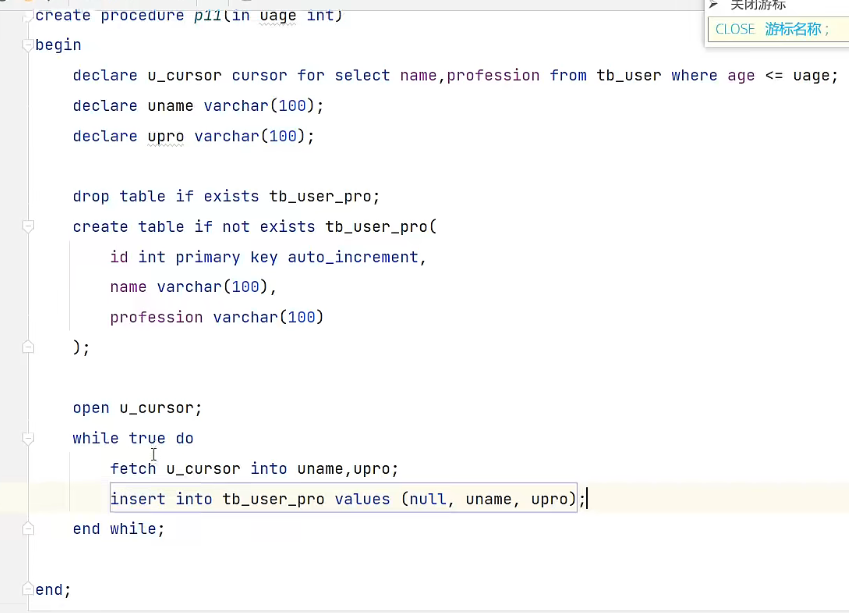 create procedure p11(in uage int)
关闭游标
CLOSE 游标名称 ;
begin
declare u_cursor cursor for select name,profession from tb_user where age <= uage;
declare uname varchar(100);
declare upro varchar(100);
drop table if exists tb_user_pro;
create table if not exists tb_user_pro(
id int primary key auto_increment,
name varchar(100),
profession varchar(100)
);
open u_cursor;
while true do
fetch u_cursor into uname,upro;
insert into tb_user_pro values (null, uname, upro);
end while;
end;